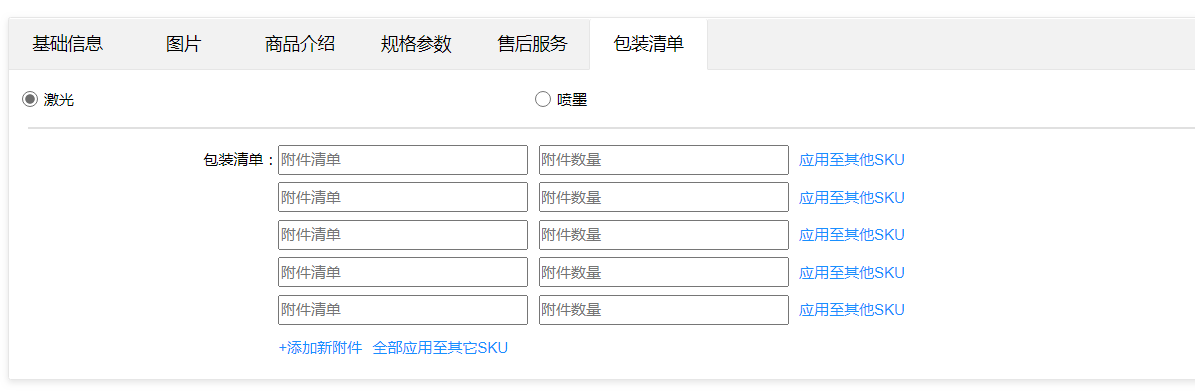 基础信息 图片 商品介绍 规格参数 售后服务 包装清单
激光 喷墨
包装清单： 附件清单 附件数量 应用至其他SKU
附件清单 附件数量 应用至其他SKU
附件清单 附件数量 应用至其他SKU
附件清单 附件数量 应用至其他SKU
附件清单 附件数量 应用至其他SKU
+添加新附件 全部应用至其它SKU